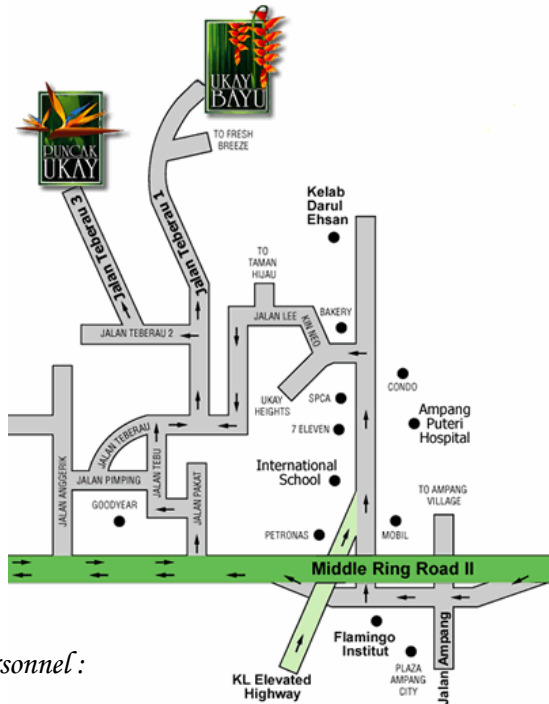 UKAY
BAYU
PUNCAK
UKAY
TO FRESH
BREEZE
Jalan Teberau 3
Jalan Teberau 1
Kelab
Darul
Ehsan
TO
TAMAN
HIJAU
BAKERY
JALAN LEE
KIN NEO
JALAN TEBERAU 2
CONDO
UKAY
HEIGHTS
SPCA
7 ELEVEN
Ampang
Puteri
Hospital
JALAN TEBERAU
JALAN TEBU
International
School
JALAN ANGGERIK
JALAN PIMPING
JALAN PAKAT
TO AMPANG
VILLAGE
GOODYEAR
PETRONAS
MOBIL
Middle Ring Road II
Flamingo
Institut
Jalan Ampang
PLAZA
AMPANG
CITY
KL Elevated
Highway
rsonnel :